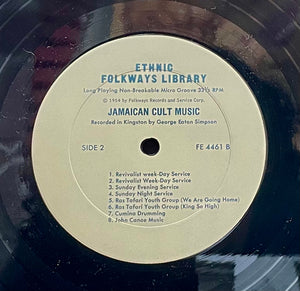 ETHNIC
FOLKWAYS LIBRARY
Long Playing Non-Breakable Micro Groove 33⅓ RPM
© 1954 by Folkways Records and Service Corp.
JAMAICAN CULT MUSIC
Recorded in Kingston by George Eaton Simpson
SIDE 2
FE 4461 B
1. Revivalist week-Day Service
2. Revivalist Week-Day Service
3. Sunday Evening Service
4. Sunday Night Service
5. Ras Tafari Youth Group (We Are Going Home)
6. Ras Tafari Youth Group (King So High)
7. Cumina Drumming
8. John Canoe Music